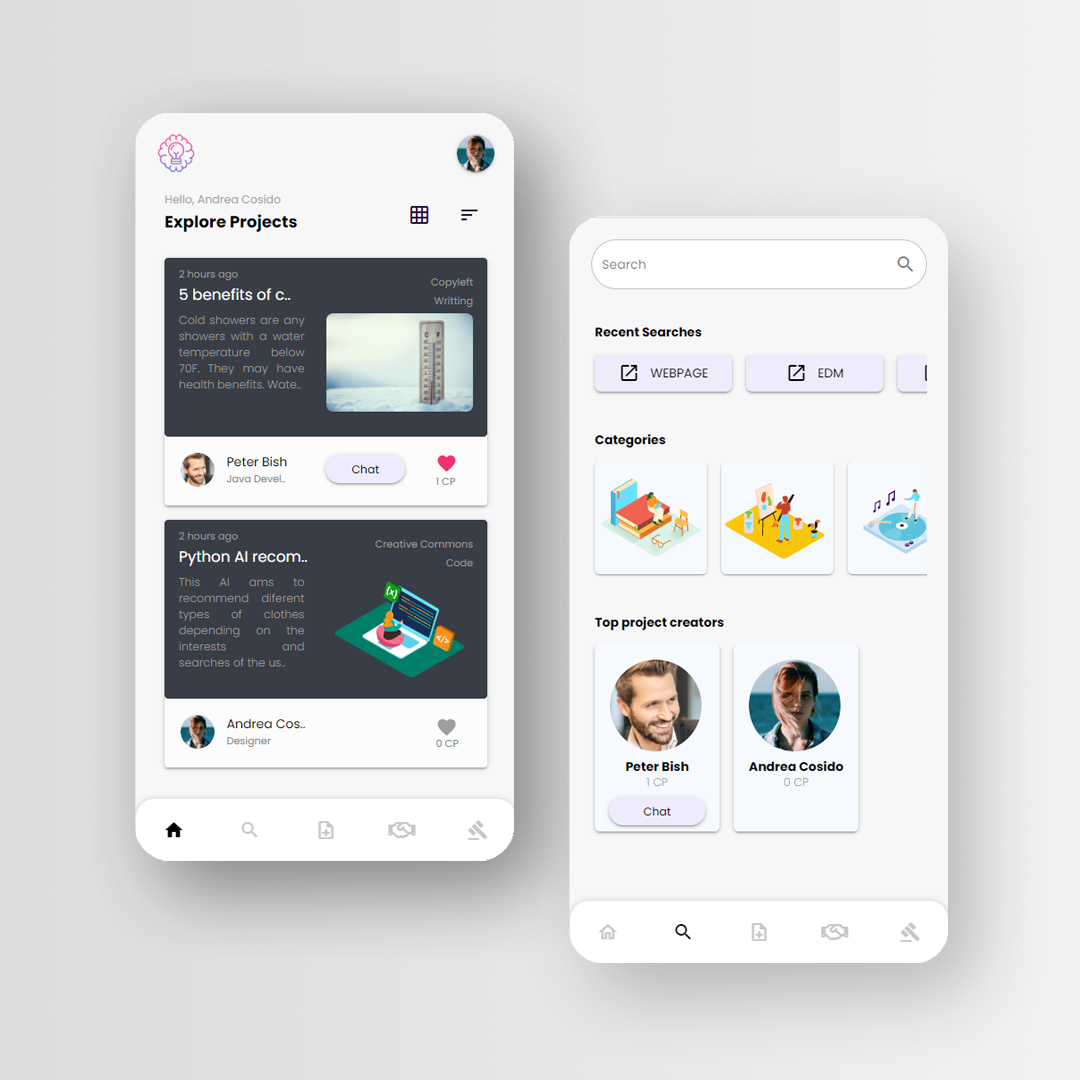 Hello, Andrea Cosido
Explore Projects
2 hours ago
Copyleft
5 benefits of c..
Writting
Cold showers are any
showers with a water
temperature below
70F. They may have
health benefits. Wate..
C F
Peter Bish
Java Devel..
Chat
1 CP
2 hours ago
Creative Commons
Python AI recom..
Code
This AI ams to
recommend diferent
types of clothes
depending on the
interests and
searches of the us..
{x}
</>
Andrea Cos..
Designer
0 CP
Search
Recent Searches
WEBPAGE
EDM
Categories
Top project creators
Peter Bish
1 CP
Chat
Andrea Cosido
0 CP